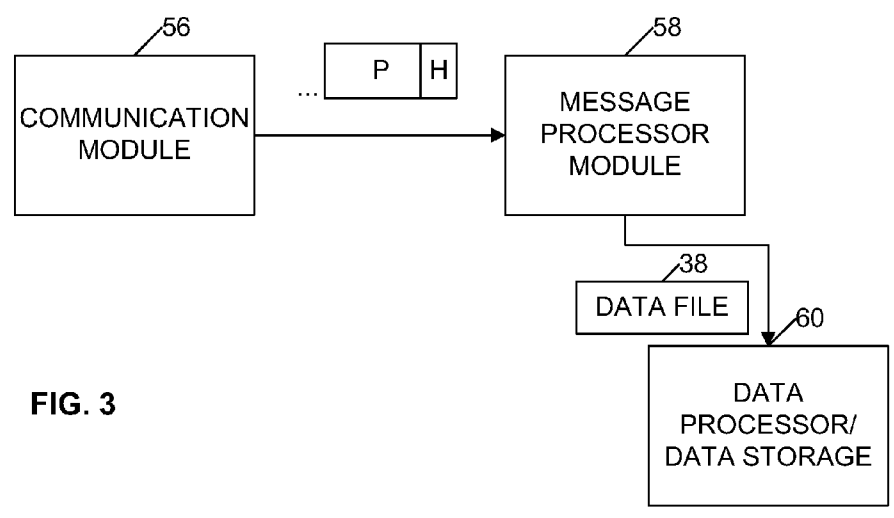 56
COMMUNICATION
MODULE
...
P H
58
MESSAGE
PROCESSOR
MODULE
38
DATA FILE
60
DATA
PROCESSOR/
DATA STORAGE
FIG. 3